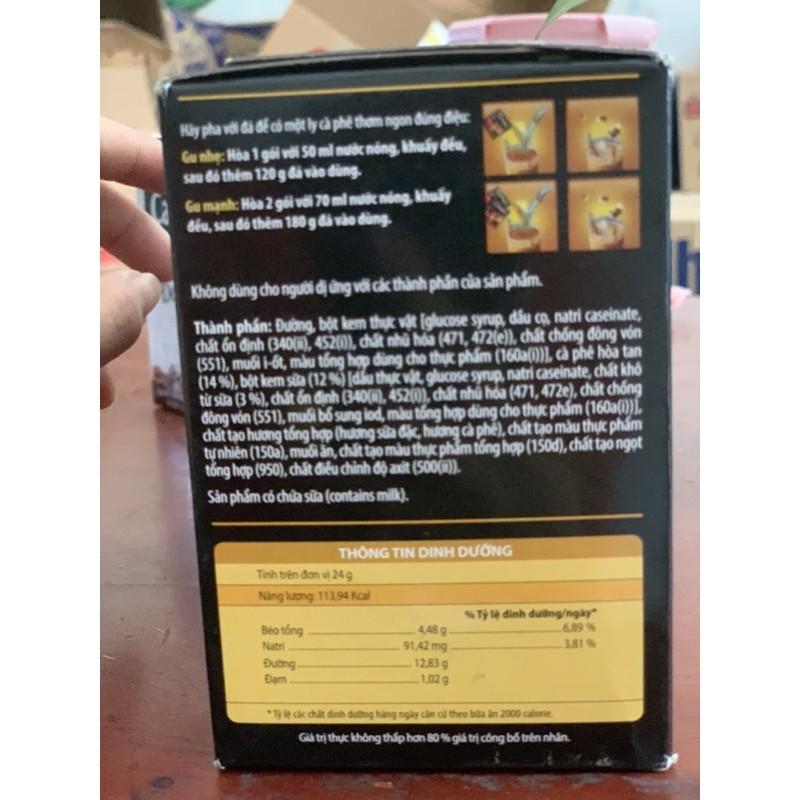 Hãy pha với đá để có một ly cà phê thơm ngon đúng điệu:
Gu nhẹ: Hòa 1 gói với 50 ml nước nóng, khuấy đều,
sau đó thêm 120 g đá vào dùng.
Gu mạnh: Hòa 2 gói với 70 ml nước nóng, khuấy
đều, sau đó thêm 180 g đá vào dùng.
Không dùng cho người dị ứng với các thành phần của sản phẩm.
Thành phần: Đường, bột kem thực vật [glucose syrup, dầu cọ, natri caseinate,
chất ổn định (340(ii), 452(i)), chất nhũ hóa (471, 472(e)), chất chống đông vón
(551), muối i-ốt, màu tổng hợp dùng cho thực phẩm (160a(i))], cà phê hòa tan
(14 %), bột kem sữa (12 %) [dầu thực vật, glucose syrup, natri caseinate, chất khô
từ sữa (3 %), chất ổn định (340(ii), 452(i)), chất nhũ hóa (471, 472e), chất chống
đông vón (551), muối bổ sung iod, màu tổng hợp dùng cho thực phẩm (160a(i))],
chất tạo hương tổng hợp (hương sữa đặc, hương cà phê), chất tạo màu thực phẩm
tự nhiên (150a), muối ăn, chất tạo màu thực phẩm tổng hợp (150d), chất tạo ngọt
tổng hợp (950), chất điều chỉnh độ axit (500(ii)).
Sản phẩm có chứa sữa (contains milk).
THÔNG TIN DINH DƯỠNG
Tính trên đơn vị 24 g
Năng lượng: 113,94 Kcal
% Tỷ lệ dinh dưỡng/ngày*
Béo tổng 4,48 g 6,89 %
Natri 91,42 mg 3,81 %
Đường 12,83 g
Đạm 1,02 g
* Tỷ lệ các chất dinh dưỡng hàng ngày căn cứ theo bữa ăn 2000 calorie.
Giá trị thực không thấp hơn 80 % giá trị công bố trên nhãn.